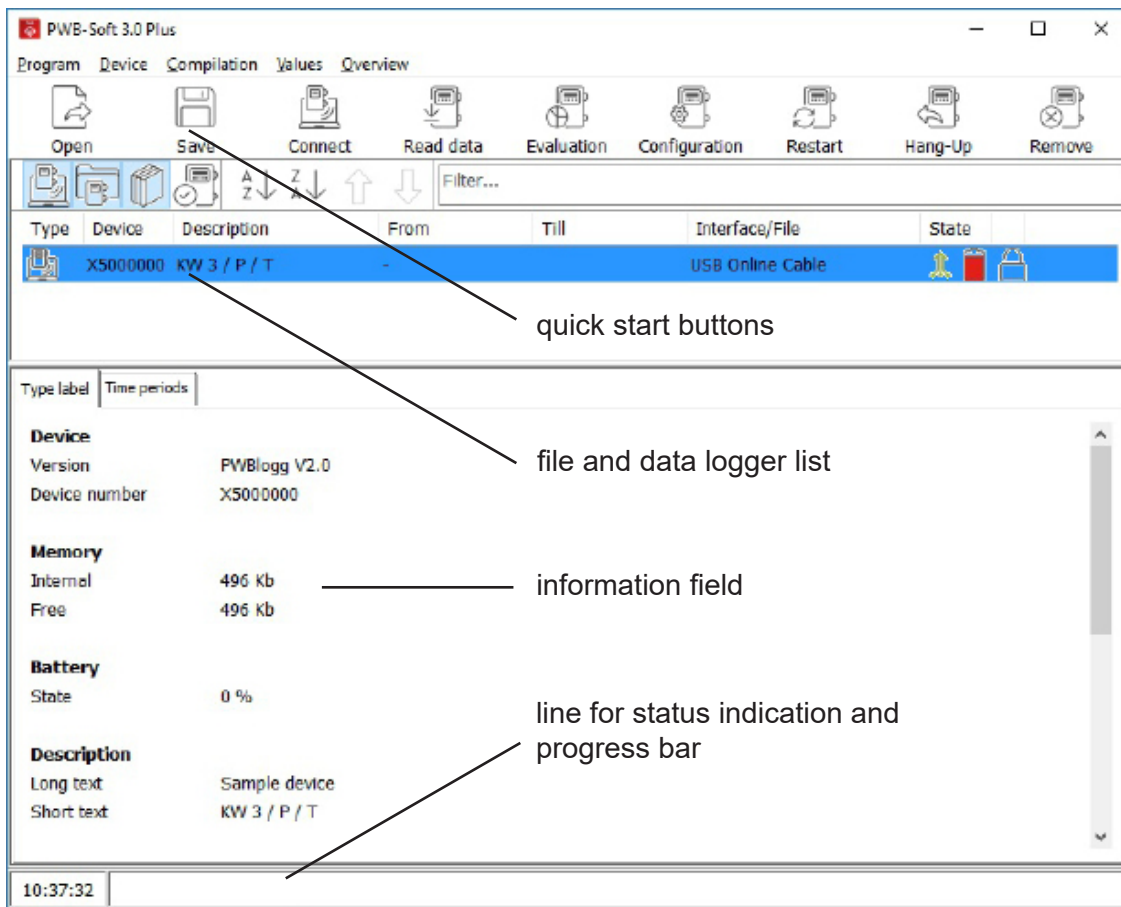 PWB-Soft 3.0 Plus
Program Device Compilation Values Overview
Open Save Connect Read data Evaluation Configuration Restart Hang-Up Remove
A Z Z A Filter...
Type Device Description From Till Interface/File State
X5000000 KW 3 / P / T - USB Online Cable
quick start buttons
Type label Time periods
Device
Version PWBlogg V2.0
file and data logger list
Device number X5000000
Memory
Internal 496 Kb
information field
Free 496 Kb
Battery
State 0 %
line for status indication and
progress bar
Description
Long text Sample device
Short text KW 3 / P / T
10:37:32